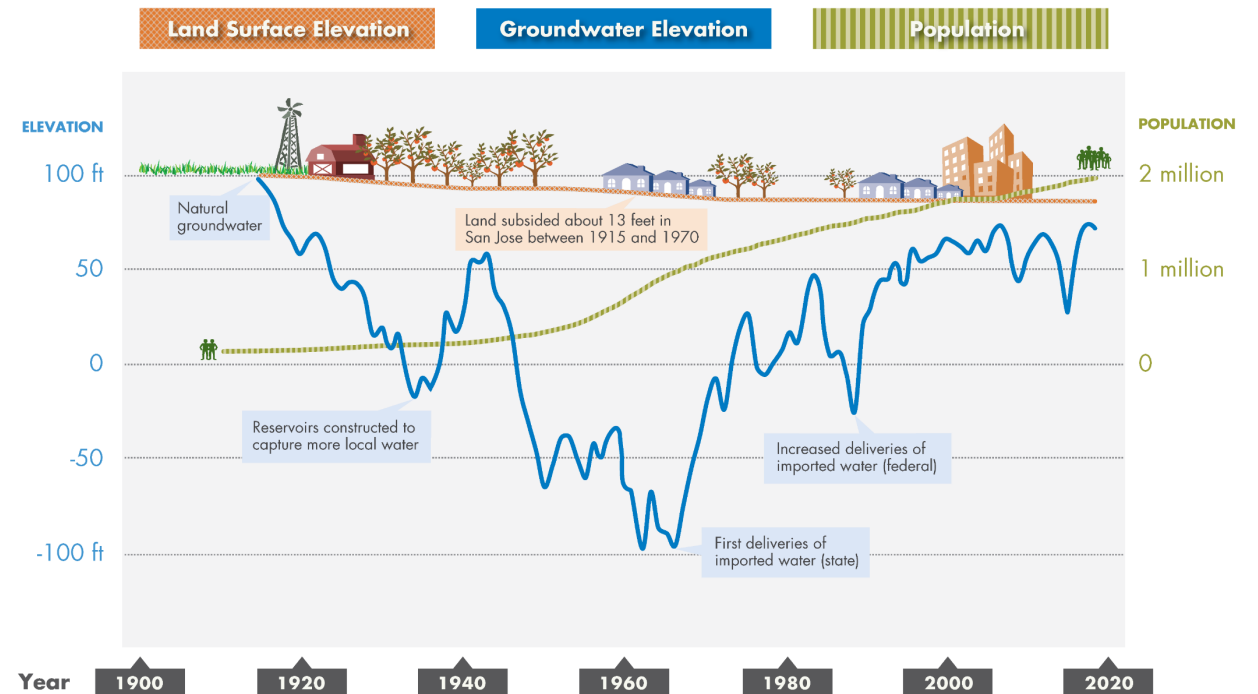 Land Surface Elevation
Groundwater Elevation
Population
ELEVATION
POPULATION
100 ft
2 million
Natural
groundwater
Land subsided about 13 feet in
San Jose between 1915 and 1970
50
1 million
0
0
Reservoirs constructed to
capture more local water
-50
Increased deliveries of
imported water (federal)
-100 ft
First deliveries of
imported water (state)
Year
1900
1920
1940
1960
1980
2000
2020